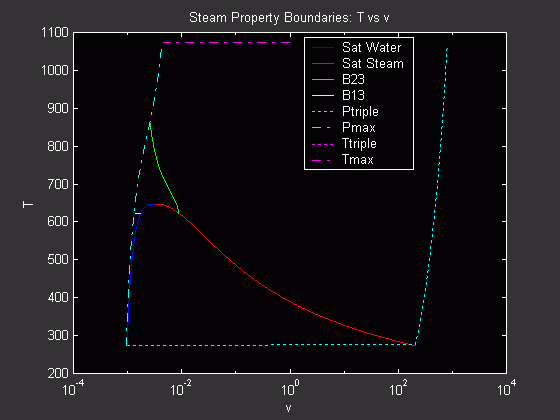 Steam Property Boundaries: T vs v
1100
1000
900
800
700
600
500
400
300
200
T
Sat Water
Sat Steam
B23
B13
Ptriple
Pmax
Ttriple
Tmax
10^-4
10^-2
10^0
10^2
10^4
v